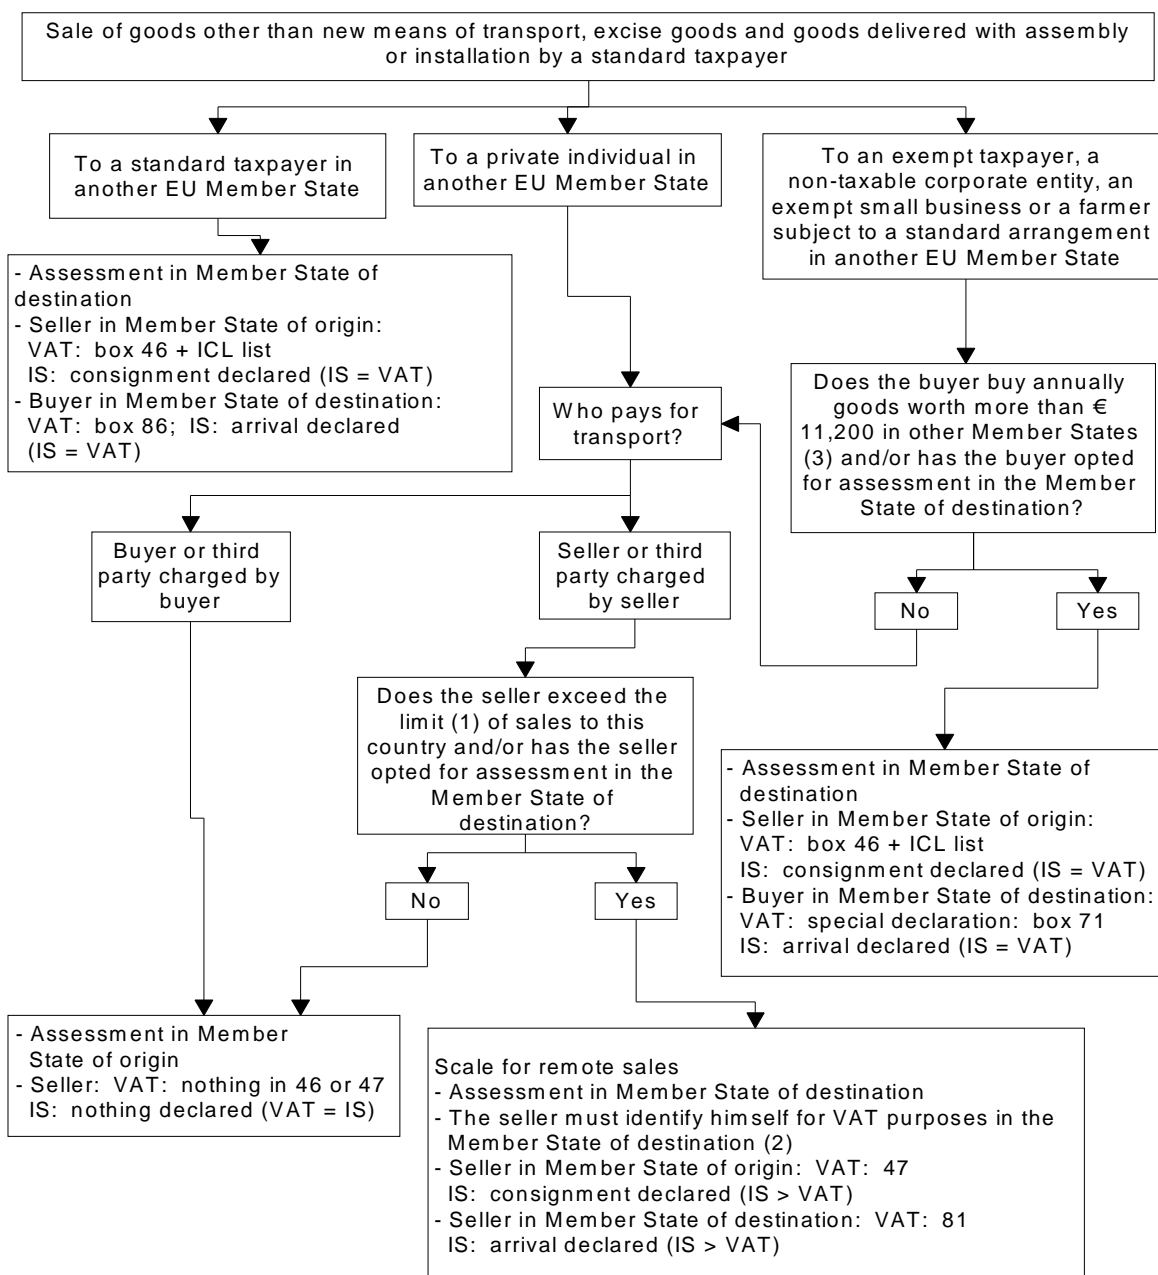 Sale of goods other than new means of transport, excise goods and goods delivered with assembly
or installation by a standard taxpayer
To a standard taxpayer in
another EU Member State
To a private individual in
another EU Member State
To an exempt taxpayer, a
non-taxable corporate entity, an
exempt small business or a farmer
subject to a standard arrangement
in another EU Member State
- Assessment in Member State of
destination
- Seller in Member State of origin:
VAT: box 46 + ICL list
IS: consignment declared (IS = VAT)
- Buyer in Member State of destination:
VAT: box 86; IS: arrival declared
(IS = VAT)
Who pays for
transport?
Does the buyer buy annually
goods worth more than €
11,200 in other Member States
(3) and/or has the buyer opted
for assessment in the Member
State of destination?
Buyer or third
party charged by
buyer
Seller or third
party charged
by seller
No
Yes
Does the seller exceed the
limit (1) of sales to this
country and/or has the seller
opted for assessment in the
Member State of
destination?
- Assessment in Member State of
destination
- Seller in Member State of origin:
VAT: box 46 + ICL list
IS: consignment declared (IS = VAT)
- Buyer in Member State of destination:
VAT: special declaration: box 71
IS: arrival declared (IS = VAT)
No
Yes
- Assessment in Member
State of origin
- Seller: VAT: nothing in 46 or 47
IS: nothing declared (VAT = IS)
Scale for remote sales
- Assessment in Member State of destination
- The seller must identify himself for VAT purposes in the
Member State of destination (2)
- Seller in Member State of origin: VAT: 47
IS: consignment declared (IS > VAT)
- Seller in Member State of destination: VAT: 81
IS: arrival declared (IS > VAT)